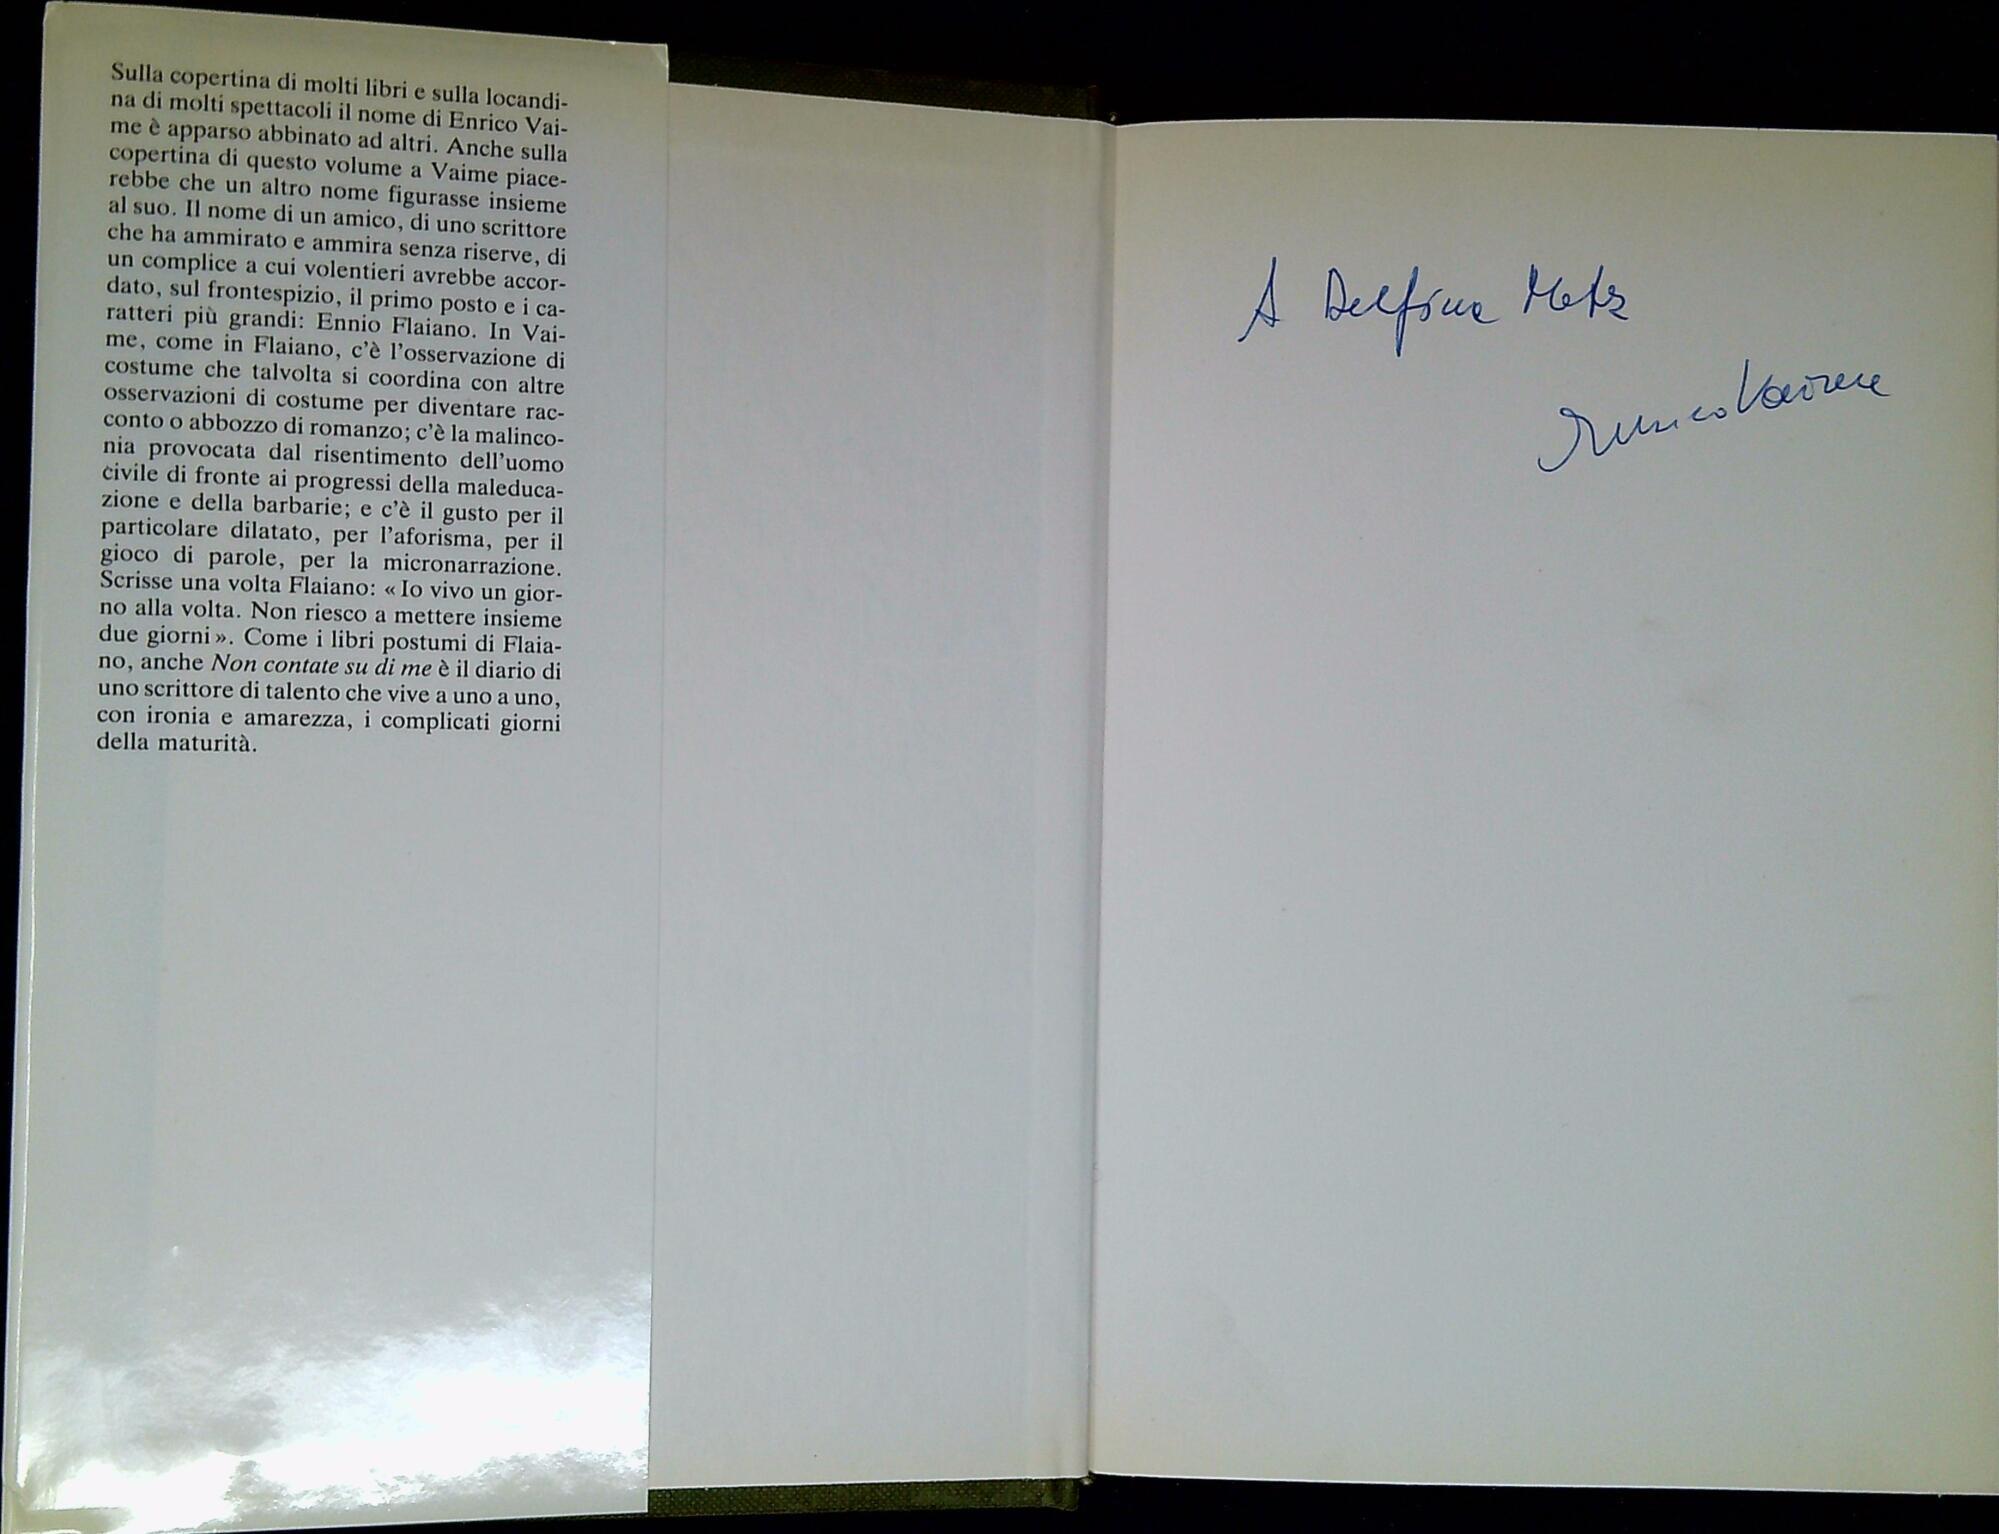 Sulla copertina di molti libri e sulla locandi-
na di molti spettacoli il nome di Enrico Vai-
me è apparso abbinato ad altri. Anche sulla
copertina di questo volume a Vaime piace-
rebbe che un altro nome figurasse insieme
al suo. Il nome di un amico, di uno scrittore
che ha ammirato e ammira senza riserve, di
un complice a cui volentieri avrebbe accor-
dato, sul frontespizio, il primo posto e i ca-
ratteri più grandi: Ennio Flaiano. In Vai-
me, come in Flaiano, c'è l'osservazione di
costume che talvolta si coordina con altre
osservazioni di costume per diventare rac-
conto o abbozzo di romanzo; c'è la malinco-
nia provocata dal risentimento dell'uomo
civile di fronte ai progressi della maleduca-
zione e della barbarie; e c'è il gusto per il
particolare dilatato, per l'aforisma, per il
gioco di parole, per la micronarrazione.
Scrisse una volta Flaiano: «Io vivo un gior-
no alla volta. Non riesco a mettere insieme
due giorni». Come i libri postumi di Flaia-
no, anche Non contate su di me è il diario di
uno scrittore di talento che vive a uno a uno,
con ironia e amarezza, i complicati giorni
della maturità.
A Delfina Metz
Enrico Vaime